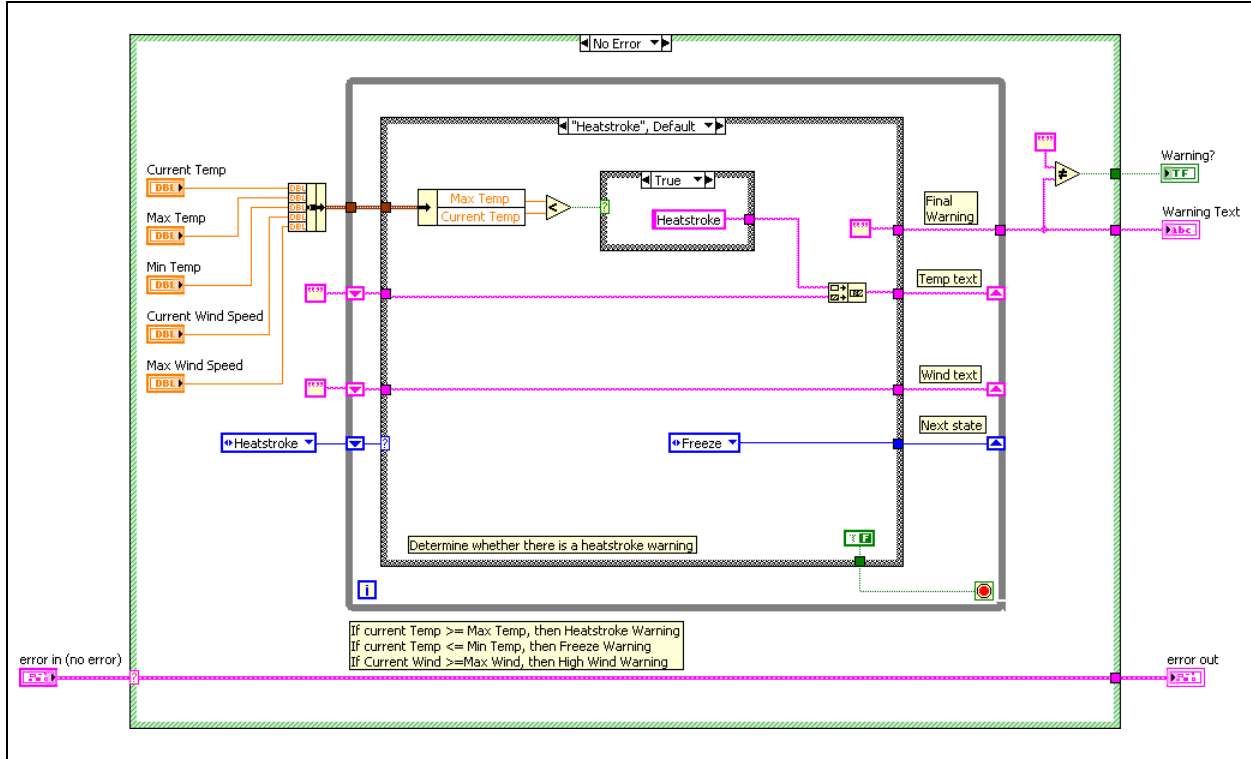 No Error
"Heatstroke", Default
Warning?
TF
Current Temp
DBL
True
Max Temp
Current Temp
Heatstroke
Final
Warning
Warning Text
abc
DBL
DBL
DBL
DBL
DBL
Max Temp
DBL
Min Temp
DBL
Temp text
Current Wind Speed
DBL
Max Wind Speed
DBL
Wind text
Heatstroke
Freeze
Next state
Determine whether there is a heatstroke warning
F
i
If current Temp >= Max Temp, then Heatstroke Warning
If current Temp <= Min Temp, then Freeze Warning
If Current Wind >=Max Wind, then High Wind Warning
error in (no error)
error out